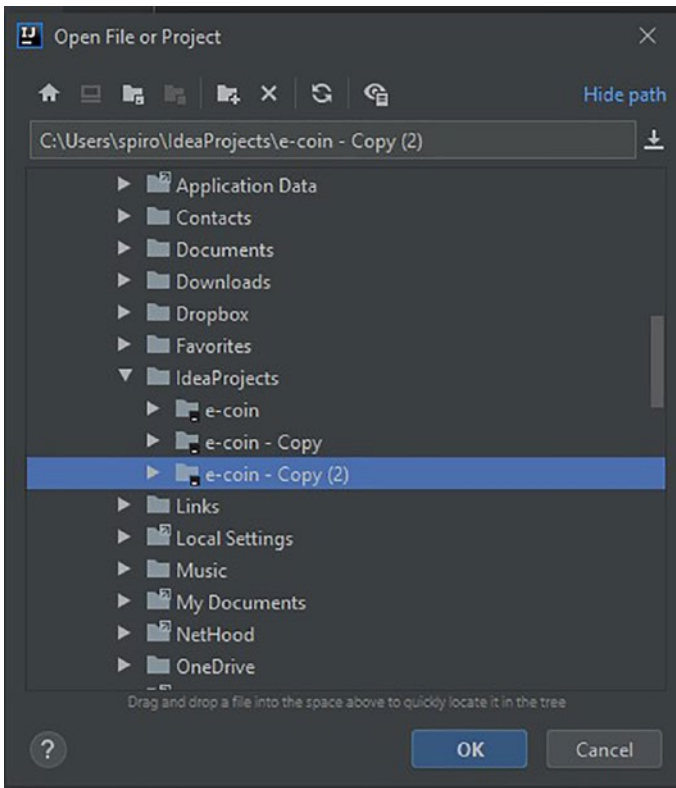 IJ Open File or Project
Hide path
C:\Users\spiro\IdeaProjects\e-coin - Copy (2)
Application Data
Contacts
Documents
Downloads
Dropbox
Favorites
IdeaProjects
e-coin
e-coin - Copy
e-coin - Copy (2)
Links
Local Settings
Music
My Documents
NetHood
OneDrive
Drag and drop a file into the space above to quickly locate it in the tree
? OK Cancel